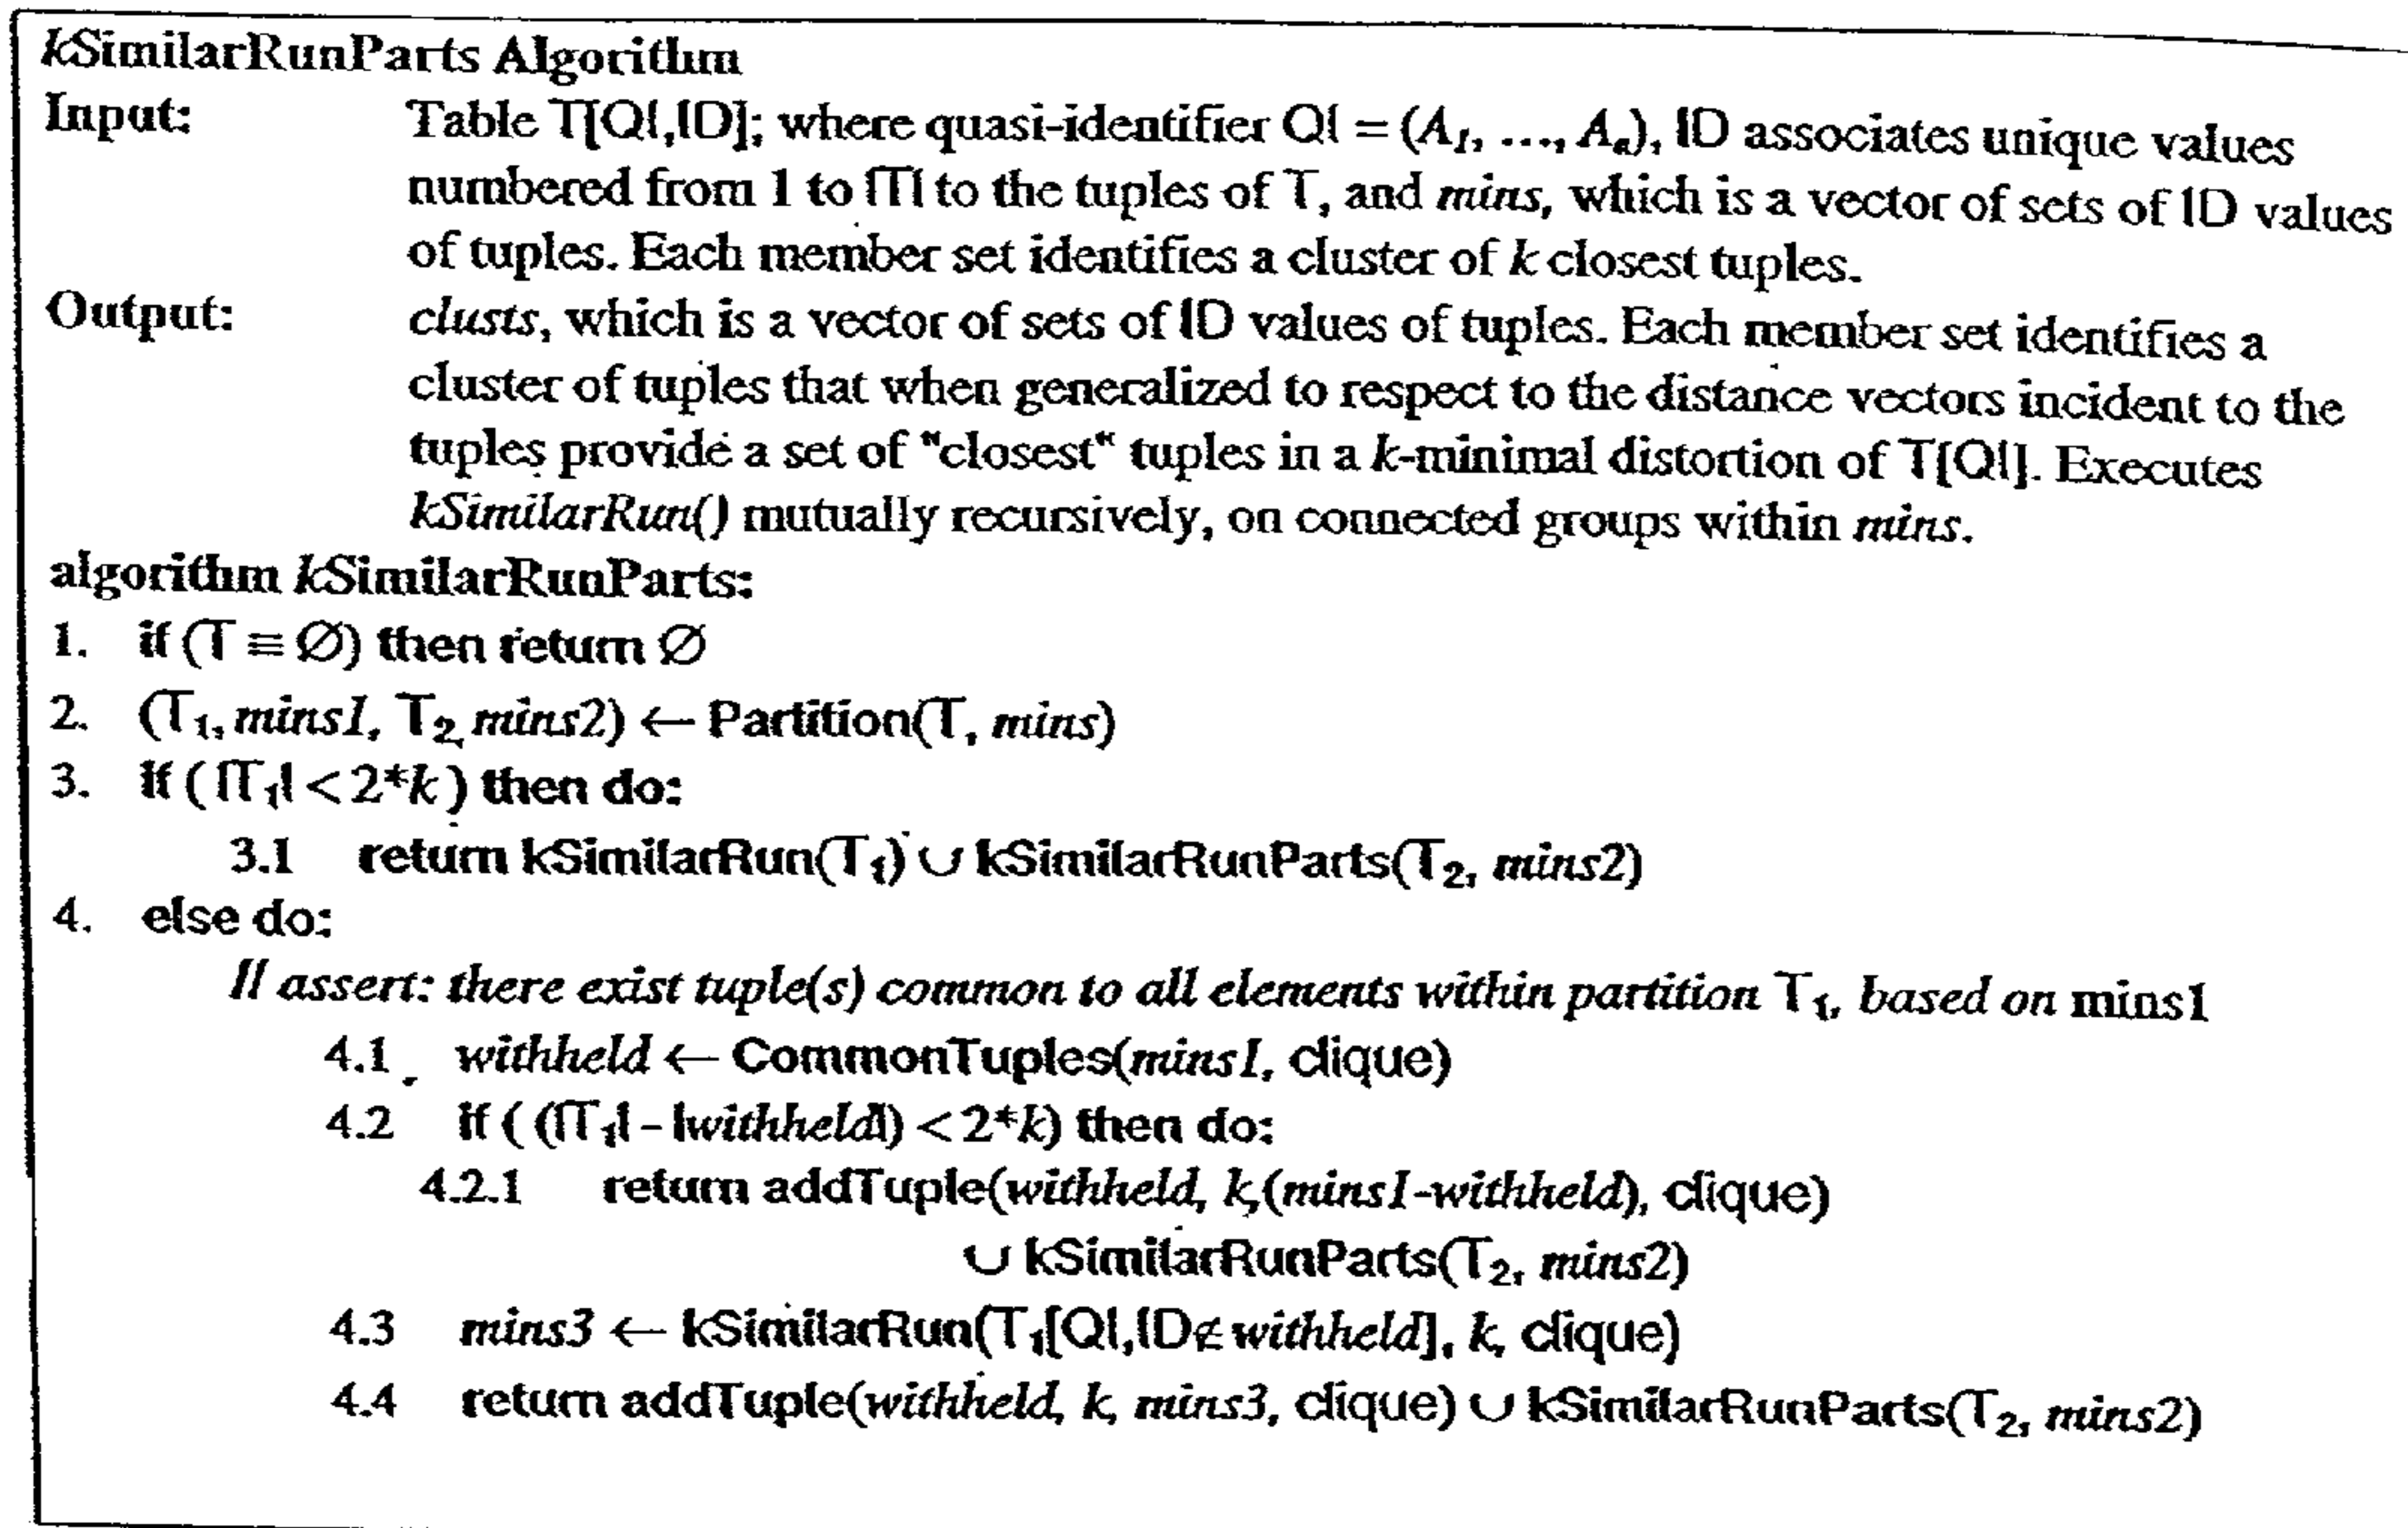 kSimilarRunParts Algorithm
Input: Table T[QI,ID]; where quasi-identifier QI = (A₁, ..., Aₙ), ID associates unique values
numbered from 1 to |T| to the tuples of T, and mins, which is a vector of sets of ID values
of tuples. Each member set identifies a cluster of k closest tuples.
Output: clusts, which is a vector of sets of ID values of tuples. Each member set identifies a
cluster of tuples that when generalized to respect to the distance vectors incident to the
tuples provide a set of "closest" tuples in a k-minimal distortion of T[QI]. Executes
kSimilarRun() mutually recursively, on connected groups within mins.
algorithm kSimilarRunParts:
1. if (T ≡ ∅) then return ∅
2. (T₁, mins1, T₂, mins2) ← Partition(T, mins)
3. if ( |T₁| < 2*k ) then do:
3.1 return kSimilarRun(T₁) ∪ kSimilarRunParts(T₂, mins2)
4. else do:
// assert: there exist tuple(s) common to all elements within partition T₁, based on mins1
4.1 withheld ← CommonTuples(mins1, clique)
4.2 if ( (|T₁| - |withheld|) < 2*k) then do:
4.2.1 return addTuple(withheld, k,(mins1-withheld), clique)
∪ kSimilarRunParts(T₂, mins2)
4.3 mins3 ← kSimilarRun(T₁[QI,ID∉withheld], k, clique)
4.4 return addTuple(withheld, k, mins3, clique) ∪ kSimilarRunParts(T₂, mins2)